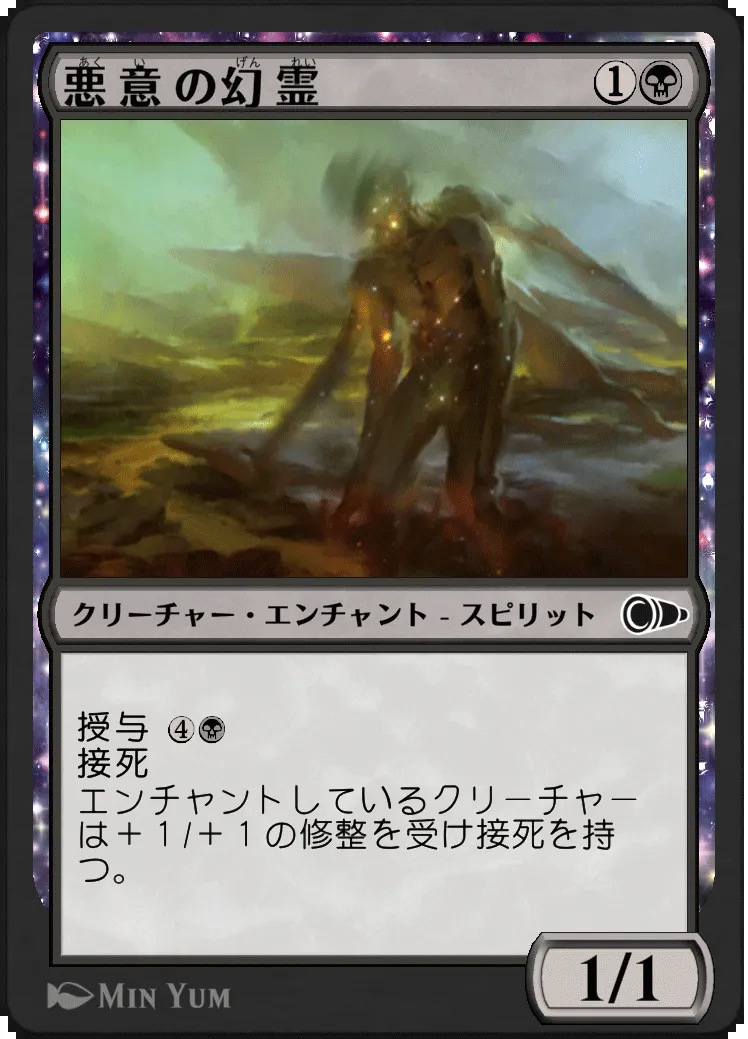 悪意の幻霊 1
クリーチャー・エンチャント - スピリット
授与 4
接死
エンチャントしているクリーチャー
は＋１/＋１の修整を受け接死を持
つ。
1/1
MIN YUM